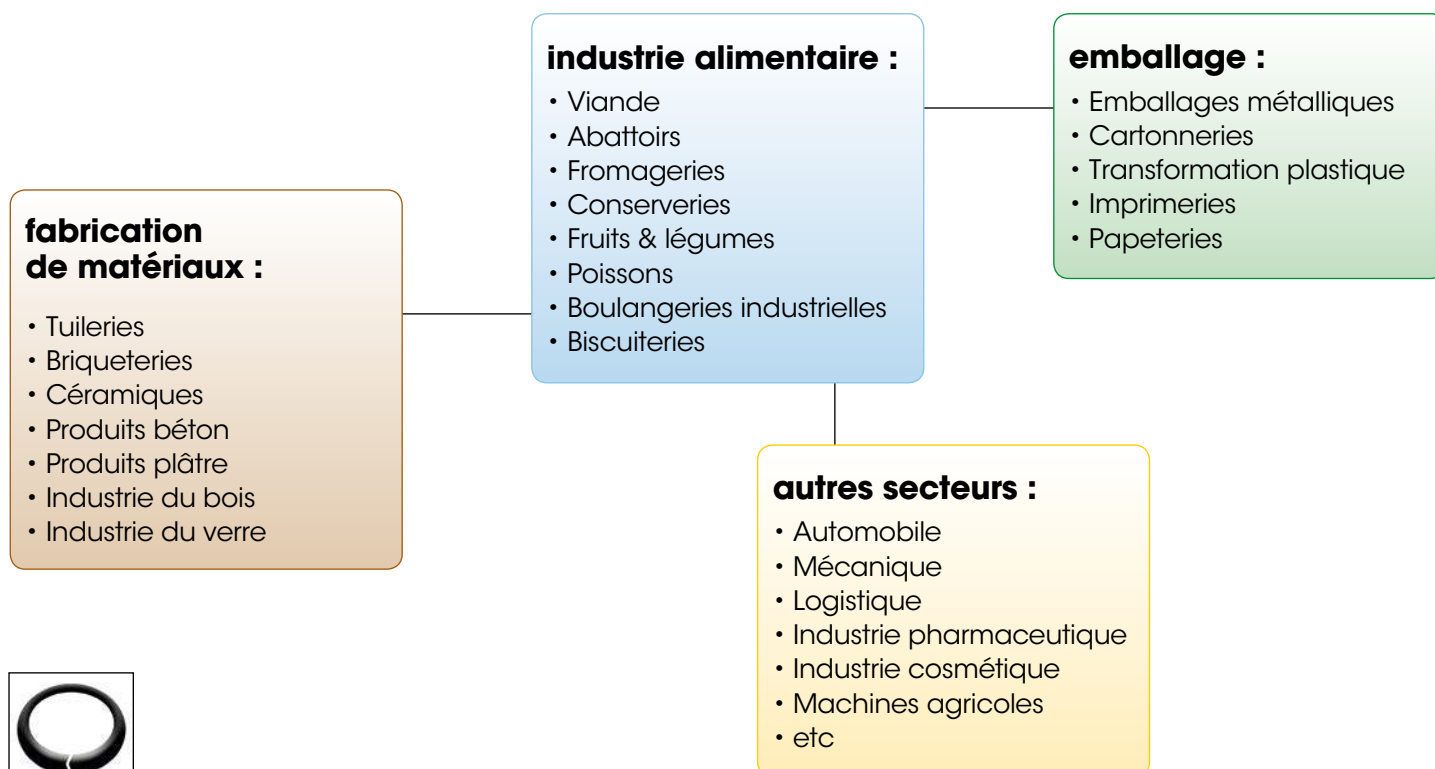 industrie alimentaire :
• Viande
• Abattoirs
• Fromageries
• Conserveries
• Fruits & légumes
• Poissons
• Boulangeries industrielles
• Biscuiteries
emballage :
• Emballages métalliques
• Cartonneries
• Transformation plastique
• Imprimeries
• Papeteries
fabrication
de matériaux :
• Tuileries
• Briqueteries
• Céramiques
• Produits béton
• Produits plâtre
• Industrie du bois
• Industrie du verre
autres secteurs :
• Automobile
• Mécanique
• Logistique
• Industrie pharmaceutique
• Industrie cosmétique
• Machines agricoles
• etc